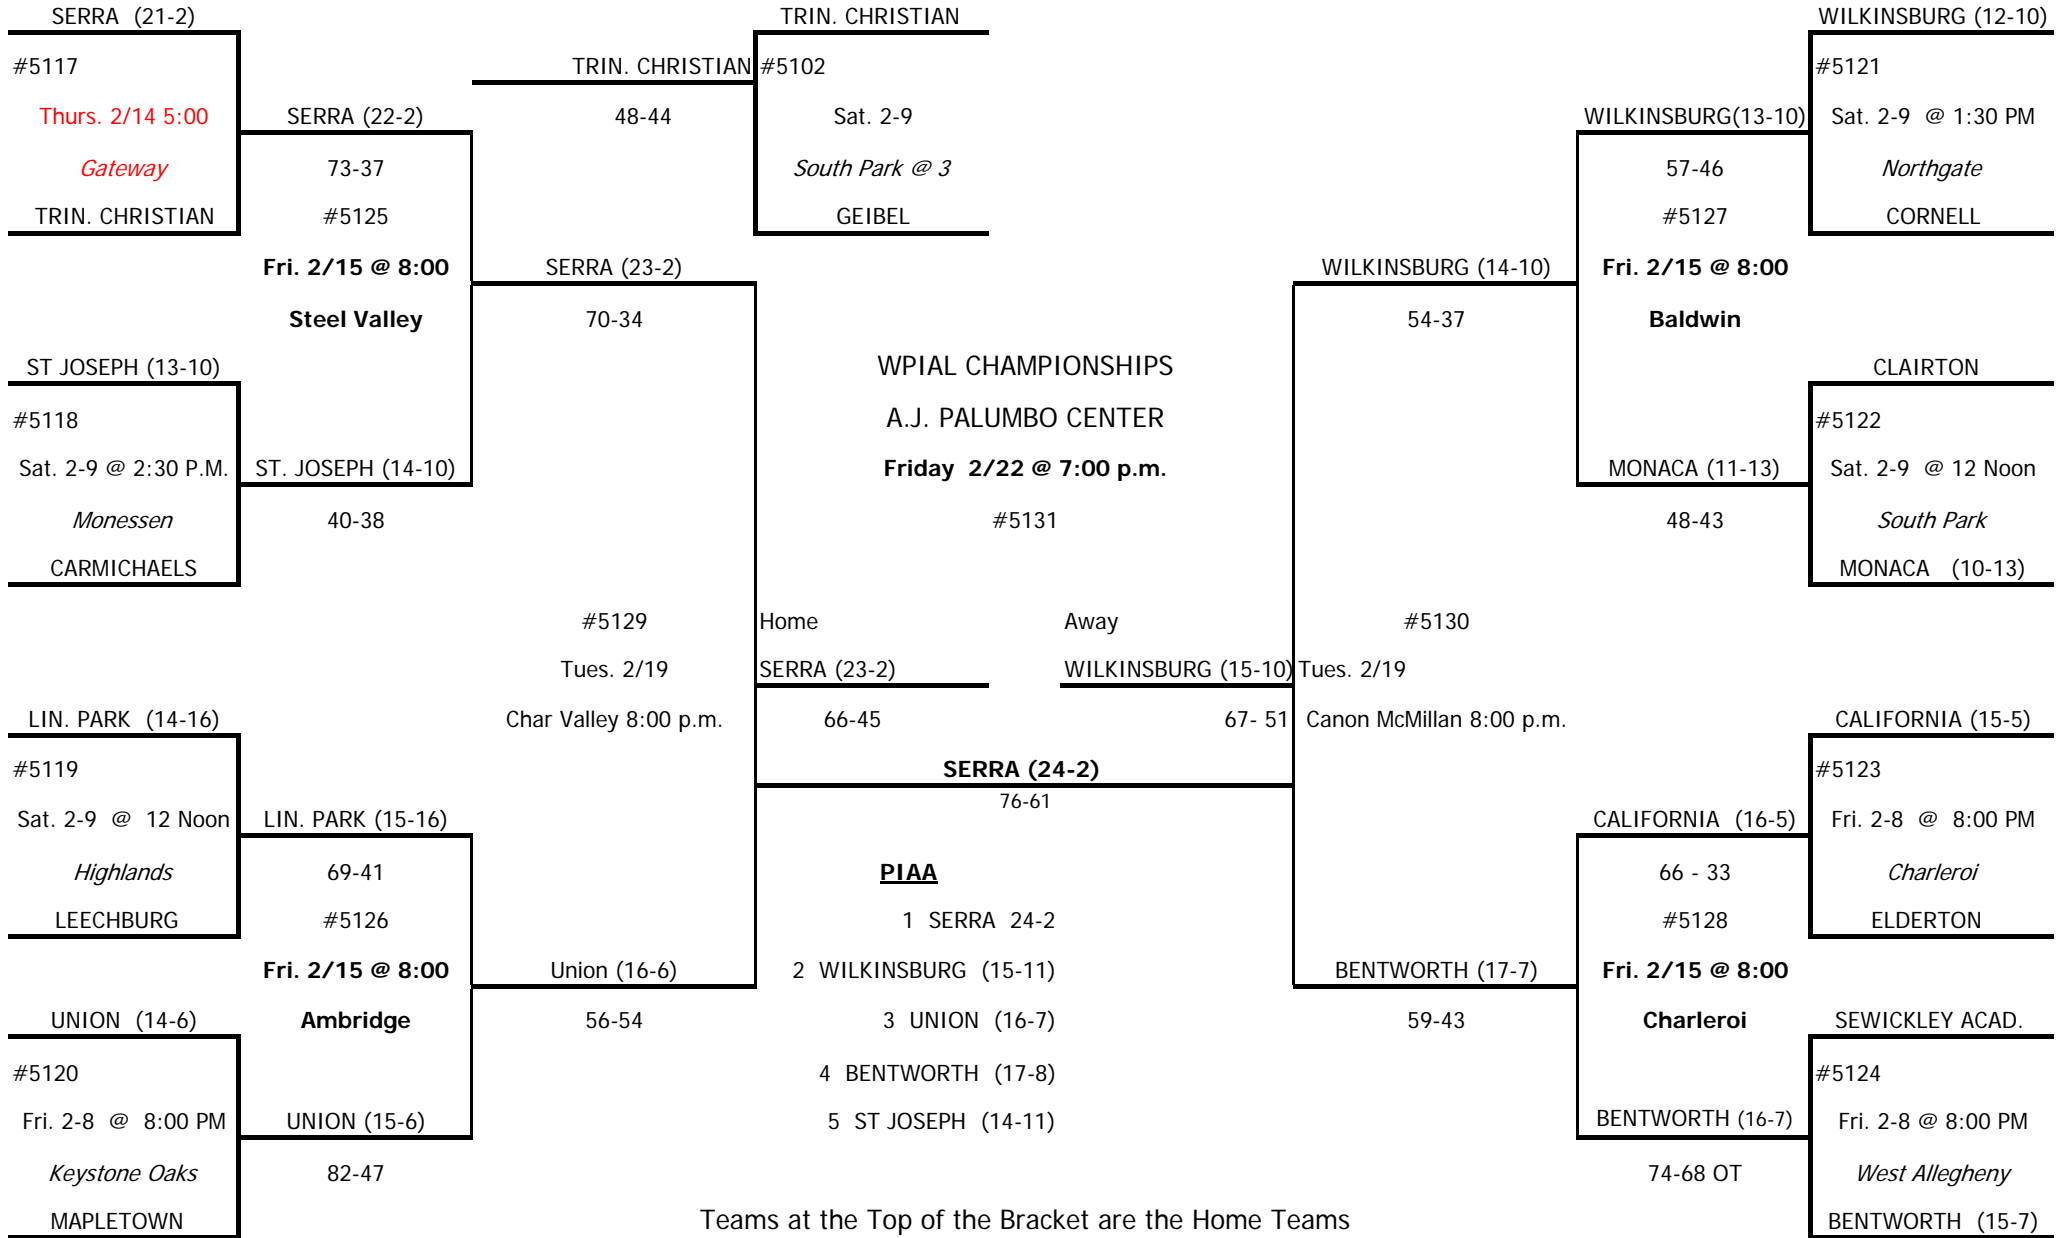 SERRA (21-2)
TRIN. CHRISTIAN
WILKINSBURG (12-10)
#5117
TRIN. CHRISTIAN
#5102
#5121
Thurs. 2/14 5:00
SERRA (22-2)
48-44
Sat. 2-9
WILKINSBURG(13-10)
Sat. 2-9 @ 1:30 PM
Gateway
73-37
South Park @ 3
57-46
Northgate
TRIN. CHRISTIAN
#5125
GEIBEL
#5127
CORNELL
Fri. 2/15 @ 8:00
SERRA (23-2)
WILKINSBURG (14-10)
Fri. 2/15 @ 8:00
Steel Valley
70-34
54-37
Baldwin
ST JOSEPH (13-10)
WPIAL CHAMPIONSHIPS
CLAIRTON
#5118
A.J. PALUMBO CENTER
#5122
Sat. 2-9 @ 2:30 P.M.
ST. JOSEPH (14-10)
Friday 2/22 @ 7:00 p.m.
MONACA (11-13)
Sat. 2-9 @ 12 Noon
Monessen
40-38
#5131
48-43
South Park
CARMICHAELS
MONACA (10-13)
#5129
Home
Away
#5130
Tues. 2/19
SERRA (23-2)
WILKINSBURG (15-10)
Tues. 2/19
LIN. PARK (14-16)
Char Valley 8:00 p.m.
66-45
67- 51
Canon McMillan 8:00 p.m.
CALIFORNIA (15-5)
#5119
SERRA (24-2)
#5123
76-61
Sat. 2-9 @ 12 Noon
LIN. PARK (15-16)
CALIFORNIA (16-5)
Fri. 2-8 @ 8:00 PM
Highlands
69-41
PIAA
66 - 33
Charleroi
LEECHBURG
#5126
1 SERRA 24-2
#5128
ELDERTON
Fri. 2/15 @ 8:00
Union (16-6)
2 WILKINSBURG (15-11)
BENTWORTH (17-7)
Fri. 2/15 @ 8:00
UNION (14-6)
Ambridge
56-54
3 UNION (16-7)
59-43
Charleroi
SEWICKLEY ACAD.
#5120
4 BENTWORTH (17-8)
#5124
Fri. 2-8 @ 8:00 PM
UNION (15-6)
5 ST JOSEPH (14-11)
BENTWORTH (16-7)
Fri. 2-8 @ 8:00 PM
Keystone Oaks
82-47
74-68 OT
West Allegheny
MAPLETOWN
Teams at the Top of the Bracket are the Home Teams
BENTWORTH (15-7)